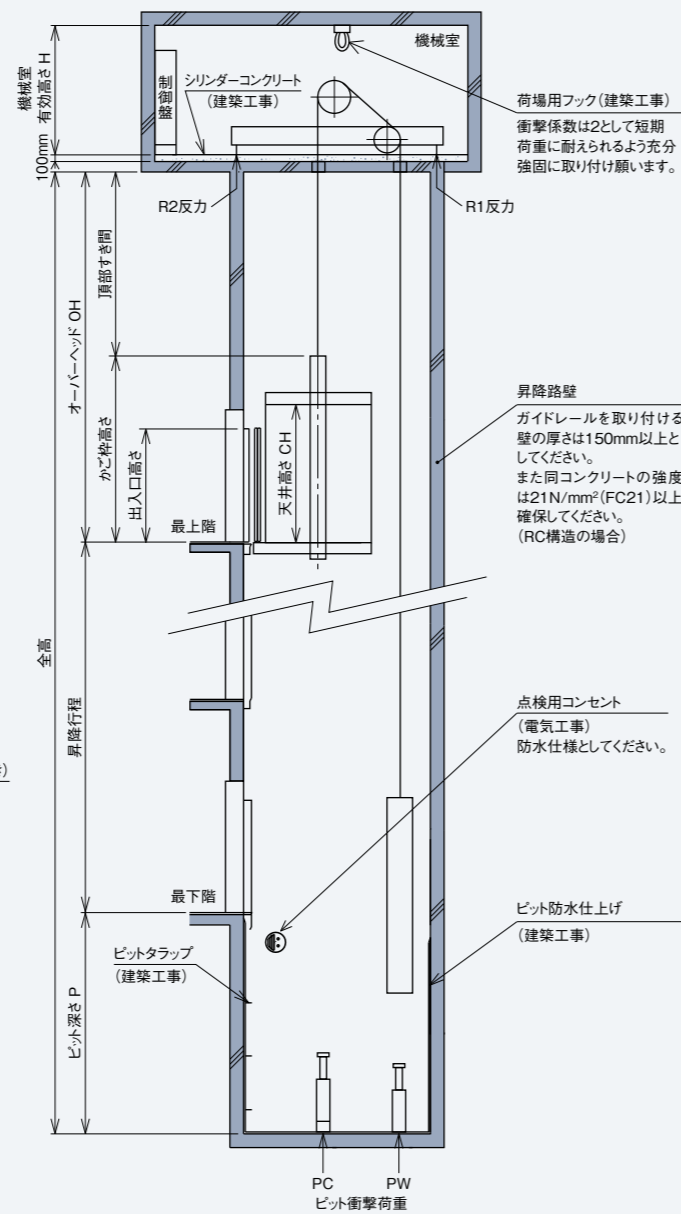 機械室
機械室
有効高さ H
100mm
制御盤
シリンダーコンクリート
(建築工事)
荷場用フック(建築工事)
衝撃係数は2として短期
荷重に耐えられるよう充分
強固に取り付け願います。
R2反力
R1反力
頂部すき間
オーバーヘッド OH
かご枠高さ
出入口高さ
天井高さ CH
最上階
昇降路壁
ガイドレールを取り付ける
壁の厚さは150mm以上と
してください。
また同コンクリートの強度
は21N/mm²(FC21)以上
確保してください。
(RC構造の場合)
全高
昇降行程
点検用コンセント
(電気工事)
防水仕様としてください。
最下階
ピットタラップ
(建築工事)
ピット防水仕上げ
(建築工事)
ピット深さ P
PC
PW
ピット衝撃荷重